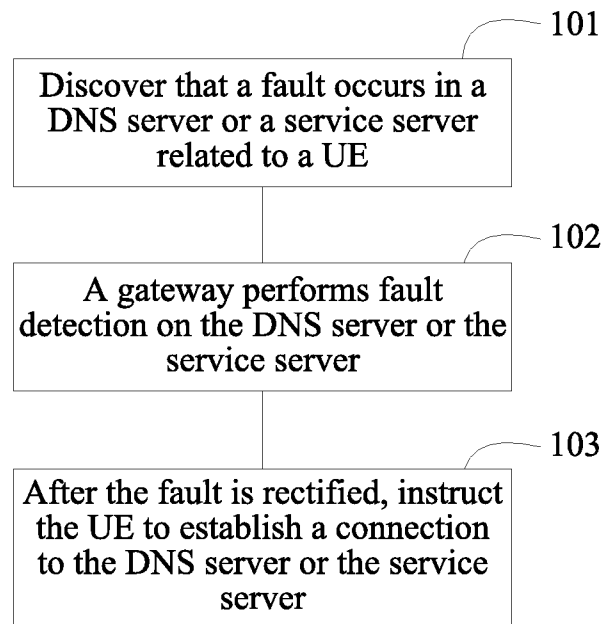 101
Discover that a fault occurs in a
DNS server or a service server
related to a UE
102
A gateway performs fault
detection on the DNS server or the
service server
103
After the fault is rectified, instruct
the UE to establish a connection
to the DNS server or the service
server